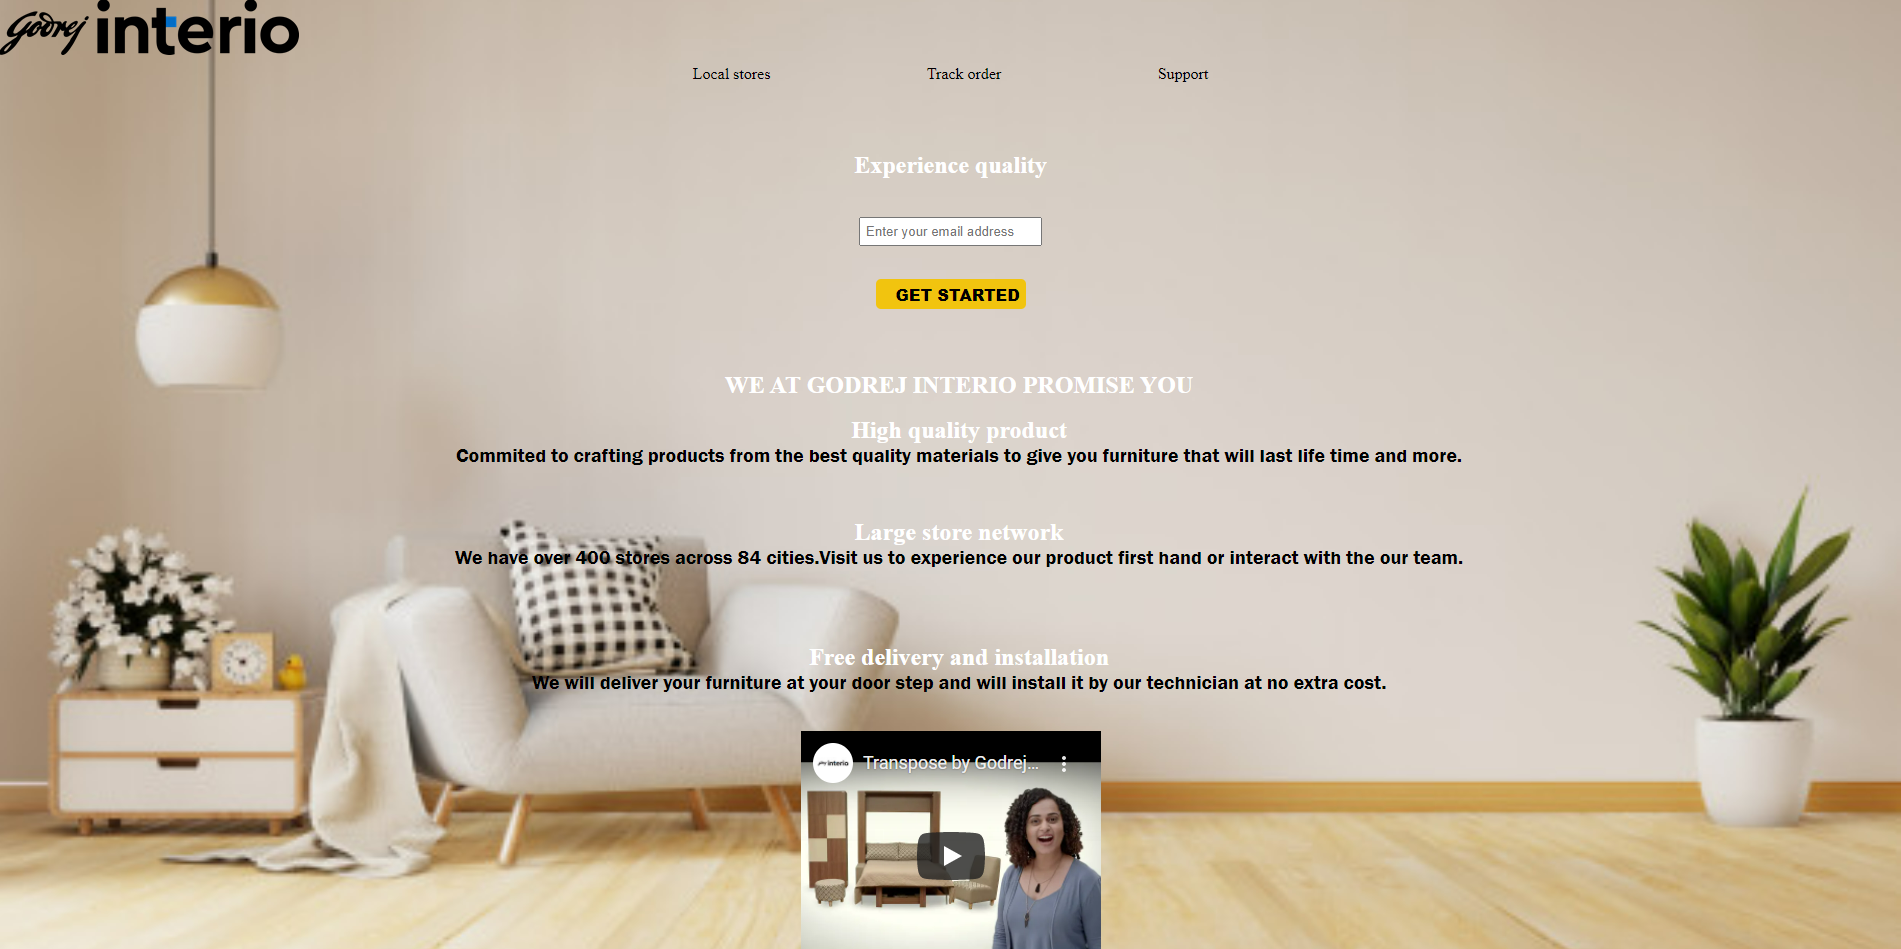 Godrej interio
Local stores Track order Support
Experience quality
Enter your email address
GET STARTED
WE AT GODREJ INTERIO PROMISE YOU
High quality product
Commited to crafting products from the best quality materials to give you furniture that will last life time and more.
Large store network
We have over 400 stores across 84 cities.Visit us to experience our product first hand or interact with the our team.
Free delivery and installation
We will deliver your furniture at your door step and will install it by our technician at no extra cost.
interio Transpose by Godrej...